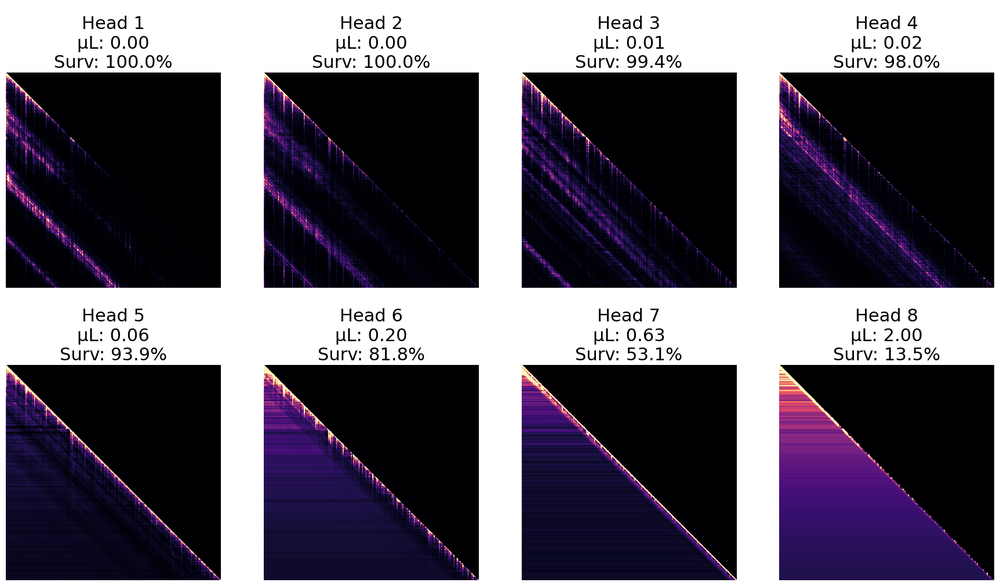 Head 1
μL: 0.00
Surv: 100.0%
Head 2
μL: 0.00
Surv: 100.0%
Head 3
μL: 0.01
Surv: 99.4%
Head 4
μL: 0.02
Surv: 98.0%
Head 5
μL: 0.06
Surv: 93.9%
Head 6
μL: 0.20
Surv: 81.8%
Head 7
μL: 0.63
Surv: 53.1%
Head 8
μL: 2.00
Surv: 13.5%